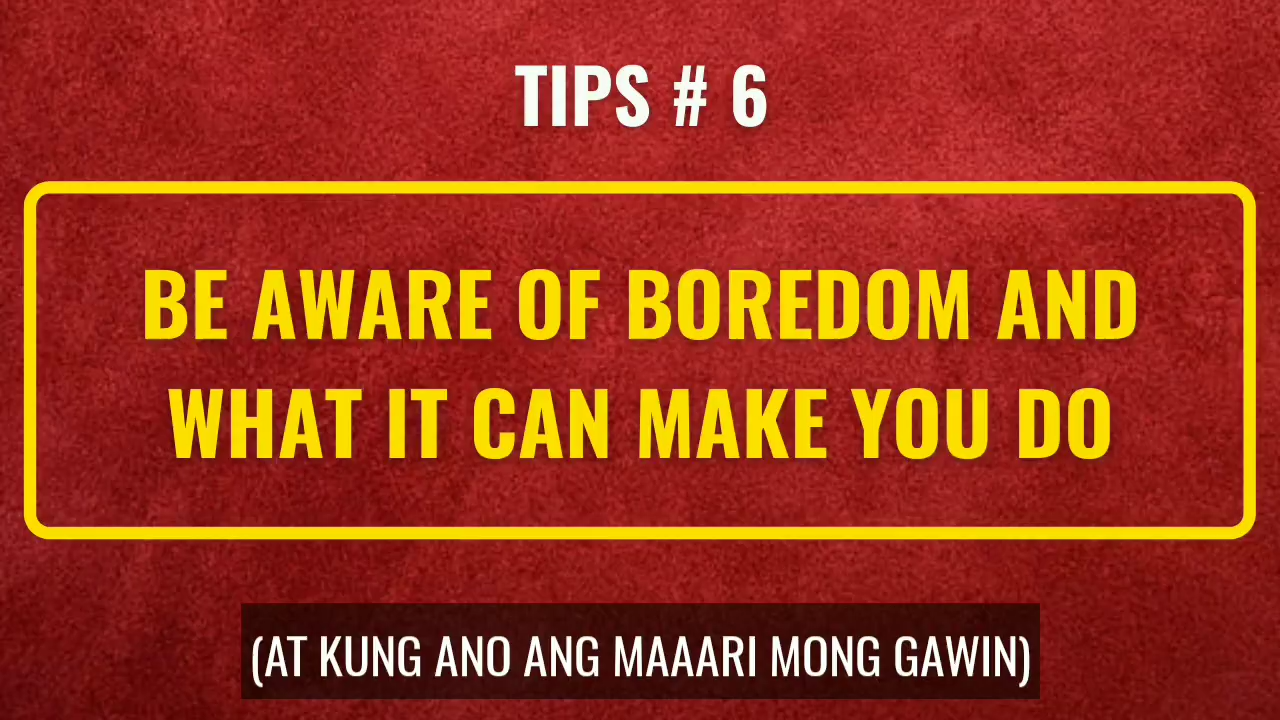 TIPS # 6
BE AWARE OF BOREDOM AND
WHAT IT CAN MAKE YOU DO
(AT KUNG ANO ANG MAAARI MONG GAWIN)